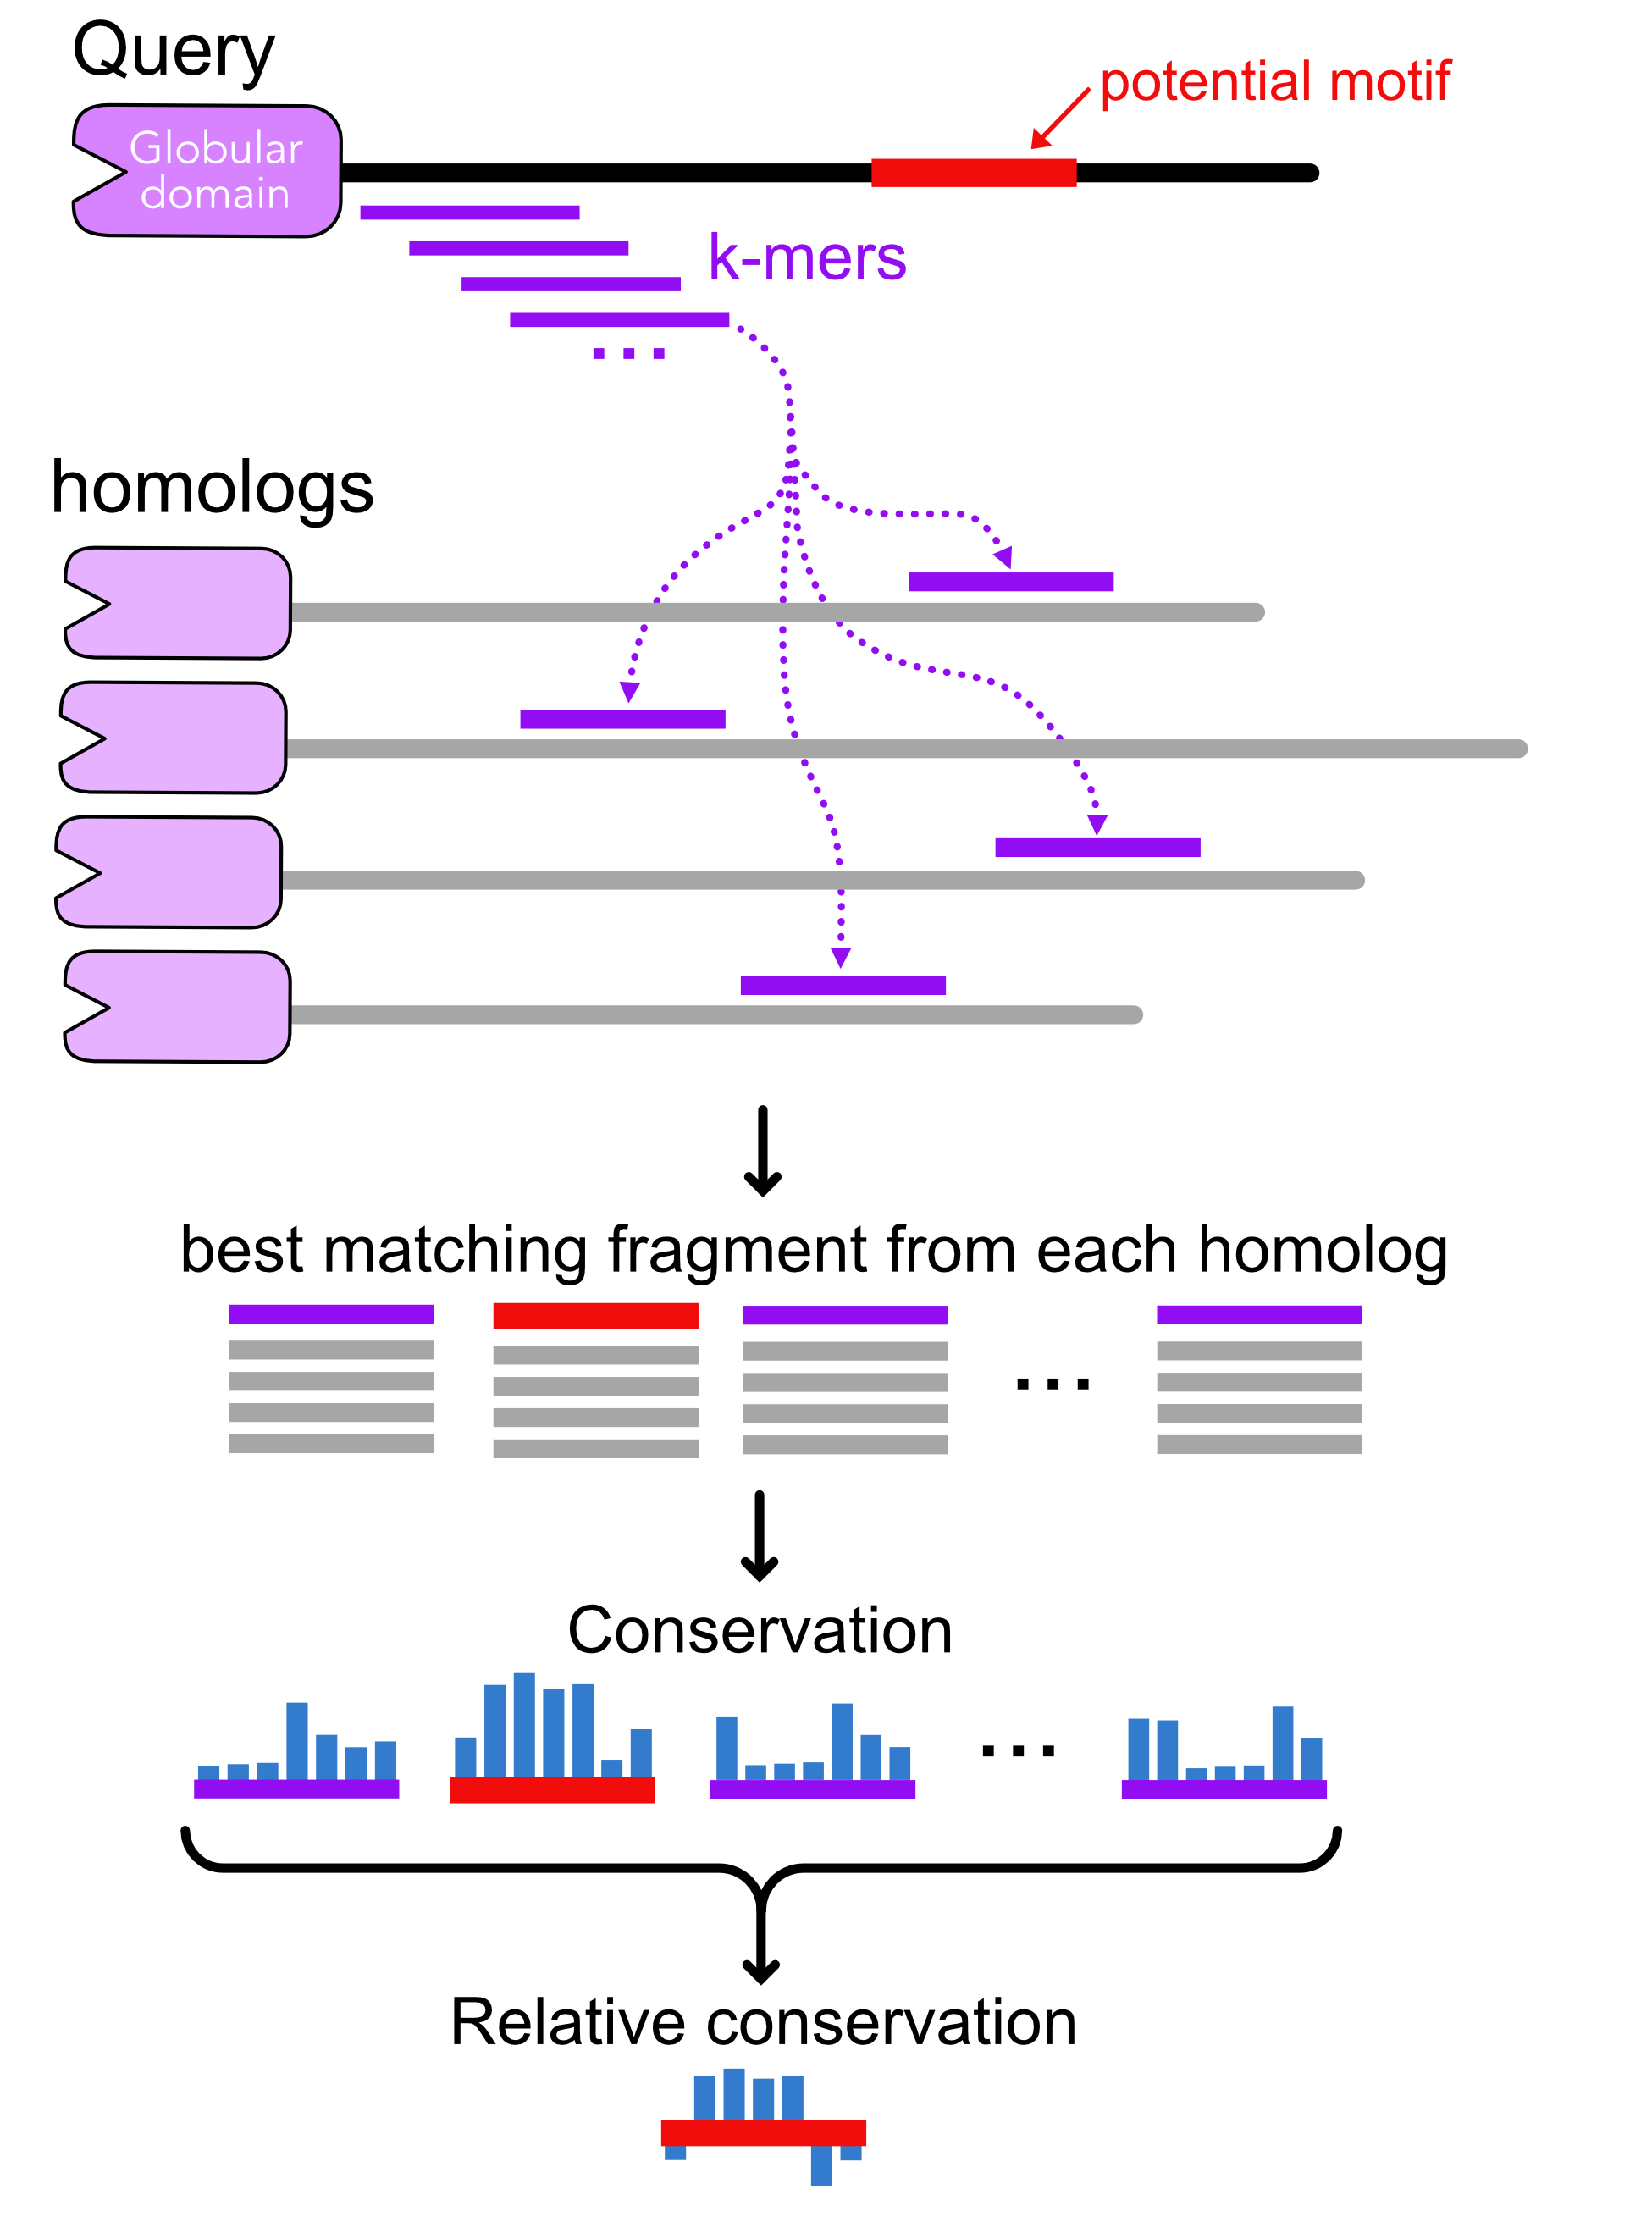 Query
potential motif
Globular
domain
k-mers
...
homologs
best matching fragment from each homolog
...
Conservation
...
Relative conservation